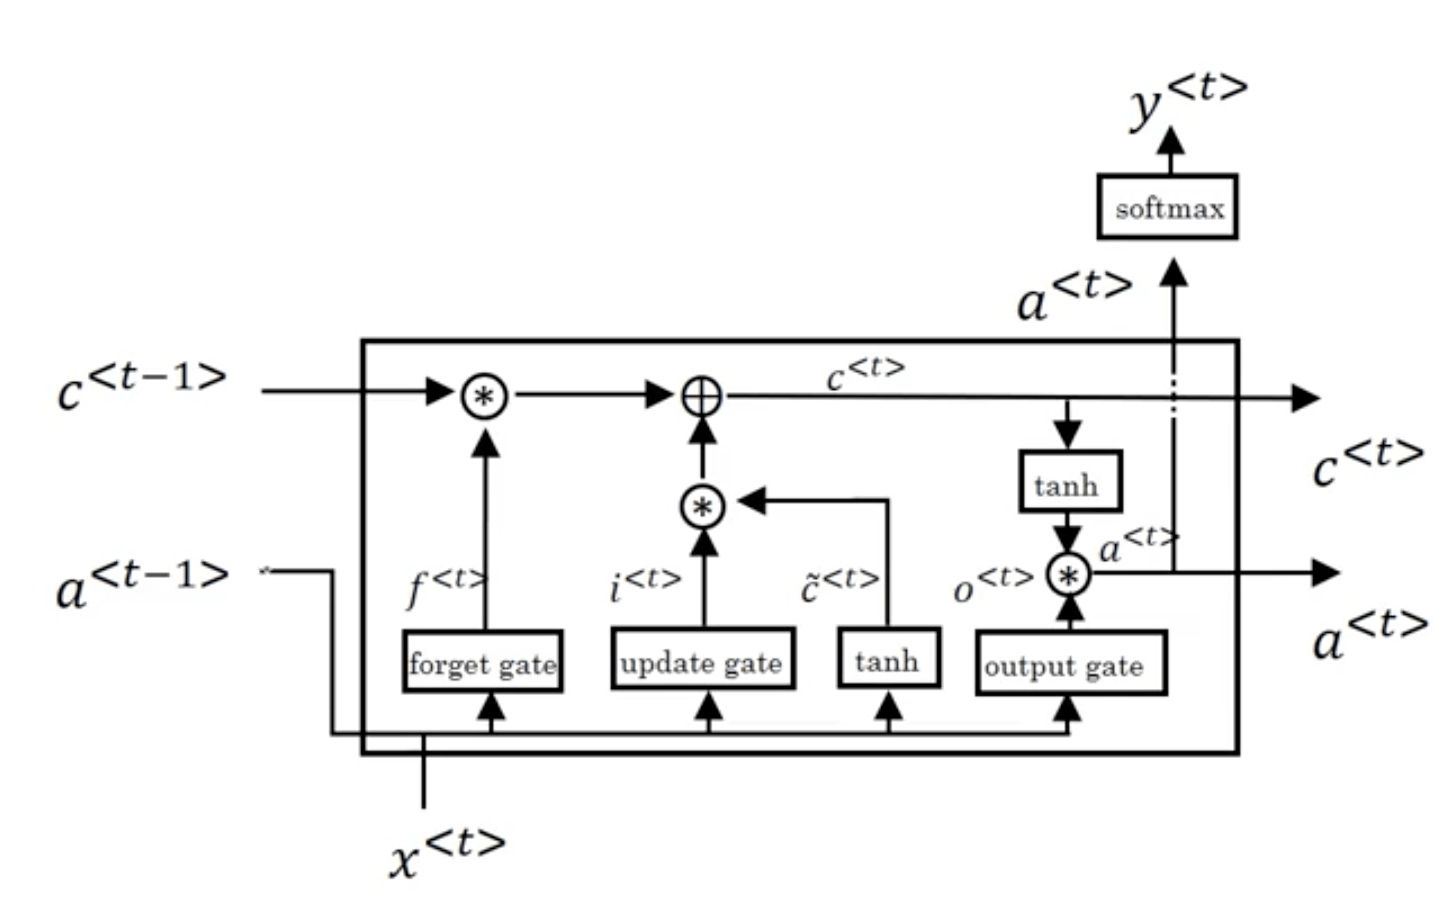 y<t>
softmax
a<t>
c<t-1>
c<t>
c<t>
tanh
a<t-1>
f<t>
i<t>
c̃<t>
o<t>
a<t>
a<t>
forget gate
update gate
tanh
output gate
x<t>